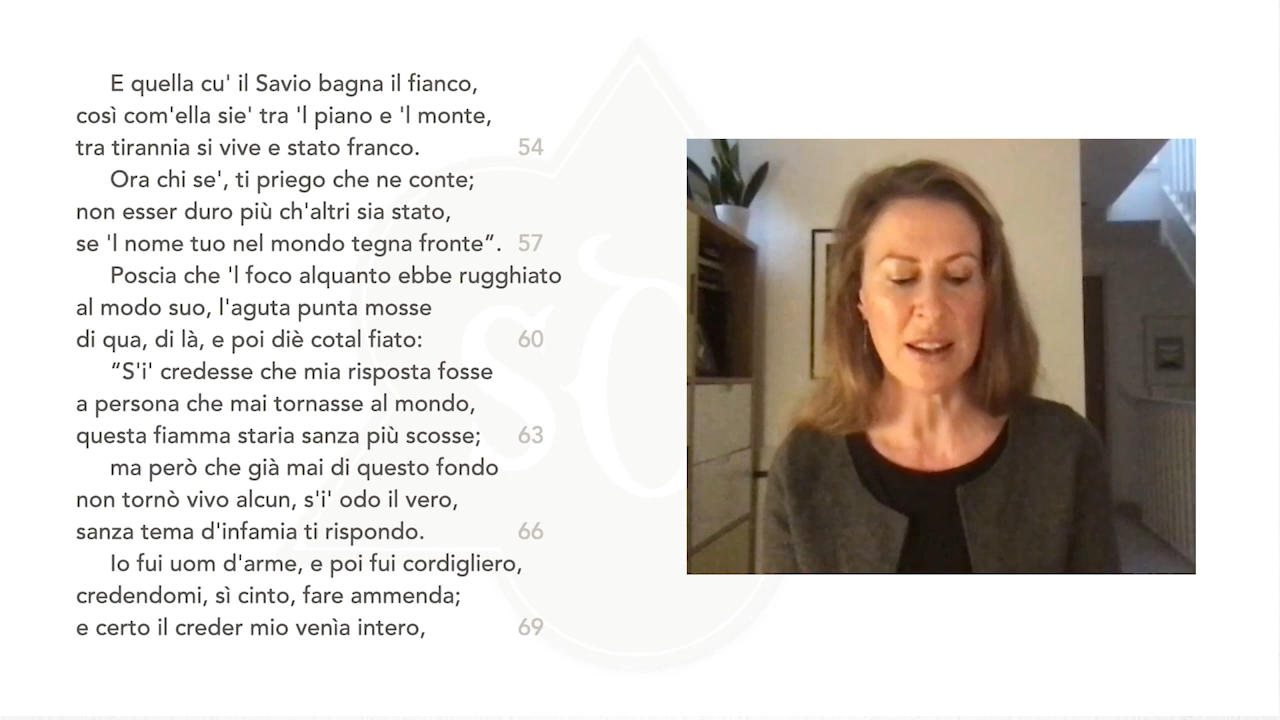 E quella cu' il Savio bagna il fianco,
così com'ella sie' tra 'l piano e 'l monte,
tra tirannia si vive e stato franco. 54
Ora chi se', ti priego che ne conte;
non esser duro più ch'altri sia stato,
se 'l nome tuo nel mondo tegna fronte”. 57
Poscia che 'l foco alquanto ebbe rugghiato
al modo suo, l'aguta punta mosse
di qua, di là, e poi diè cotal fiato: 60
“S'i' credesse che mia risposta fosse
a persona che mai tornasse al mondo,
questa fiamma staria sanza più scosse; 63
ma però che già mai di questo fondo
non tornò vivo alcun, s'i' odo il vero,
sanza tema d'infamia ti rispondo. 66
Io fui uom d'arme, e poi fui cordigliero,
credendomi, sì cinto, fare ammenda;
e certo il creder mio venìa intero, 69